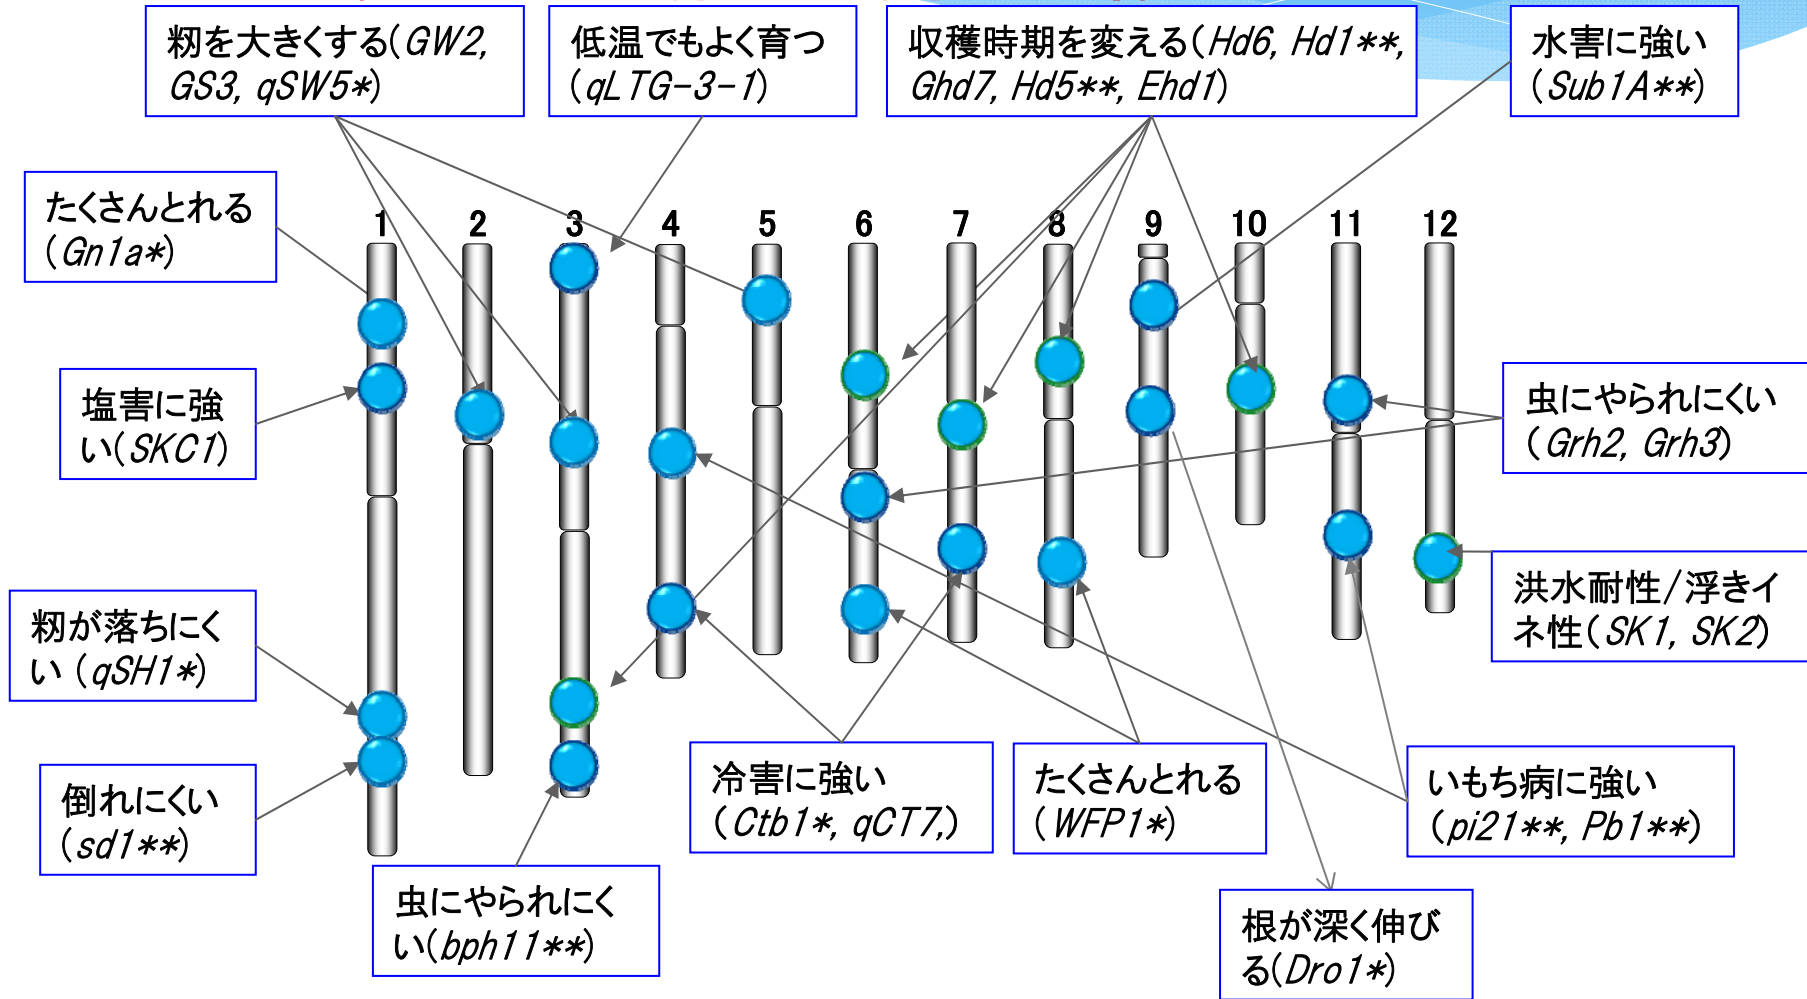 籾を大きくする(GW2,
GS3, qSW5*)
低温でもよく育つ
(qLTG-3-1)
収穫時期を変える(Hd6, Hd1**,
Ghd7, Hd5**, Ehd1)
水害に強い
(Sub1A**)
たくさんとれる
(Gn1a*)
1 2 3 4 5 6 7 8 9 10 11 12
塩害に強
い(SKC1)
虫にやられにくい
(Grh2, Grh3)
洪水耐性/浮きイ
ネ性(SK1, SK2)
籾が落ちにく
い (qSH1*)
倒れにくい
(sd1**)
冷害に強い
(Ctb1*, qCT7,)
たくさんとれる
(WFP1*)
いもち病に強い
(pi21**, Pb1**)
虫にやられにく
い(bph11**)
根が深く伸び
る(Dro1*)